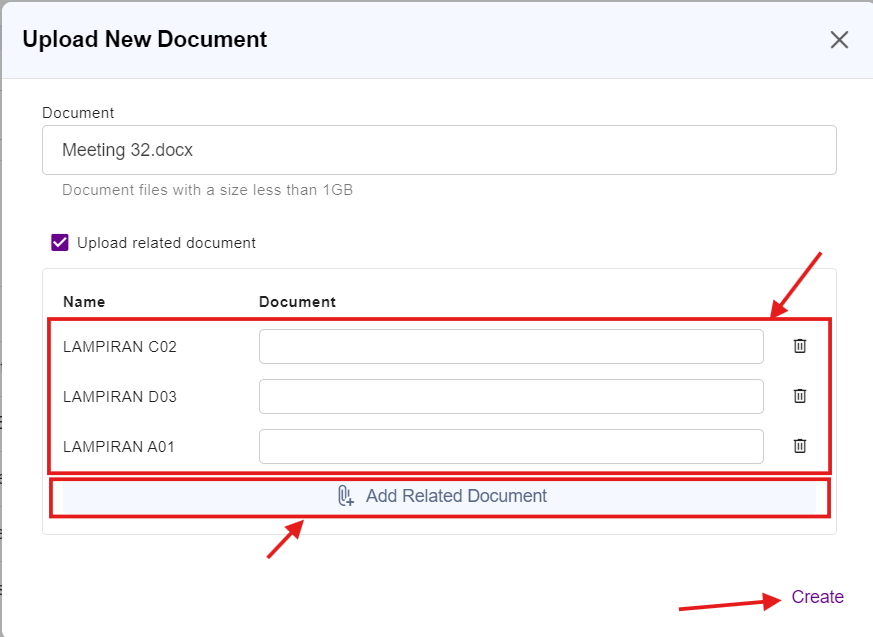 Upload New Document
Document
Meeting 32.docx
Document files with a size less than 1GB
Upload related document
Name Document
LAMPIRAN C02
LAMPIRAN D03
LAMPIRAN A01
Add Related Document
Create